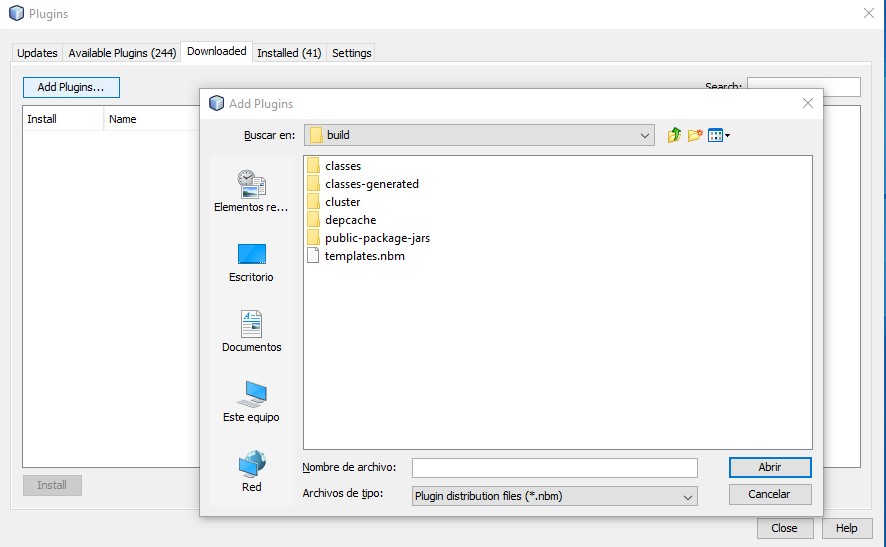 Plugins
Updates
Available Plugins (244)
Downloaded
Installed (41)
Settings
Add Plugins...
Search:
Install
Name
Add Plugins
Buscar en:
build
Elementos re...
Escritorio
Documentos
Este equipo
Red
classes
classes-generated
cluster
depcache
public-package-jars
templates.nbm
Nombre de archivo:
Abrir
Archivos de tipo:
Plugin distribution files (*.nbm)
Cancelar
Install
Close
Help